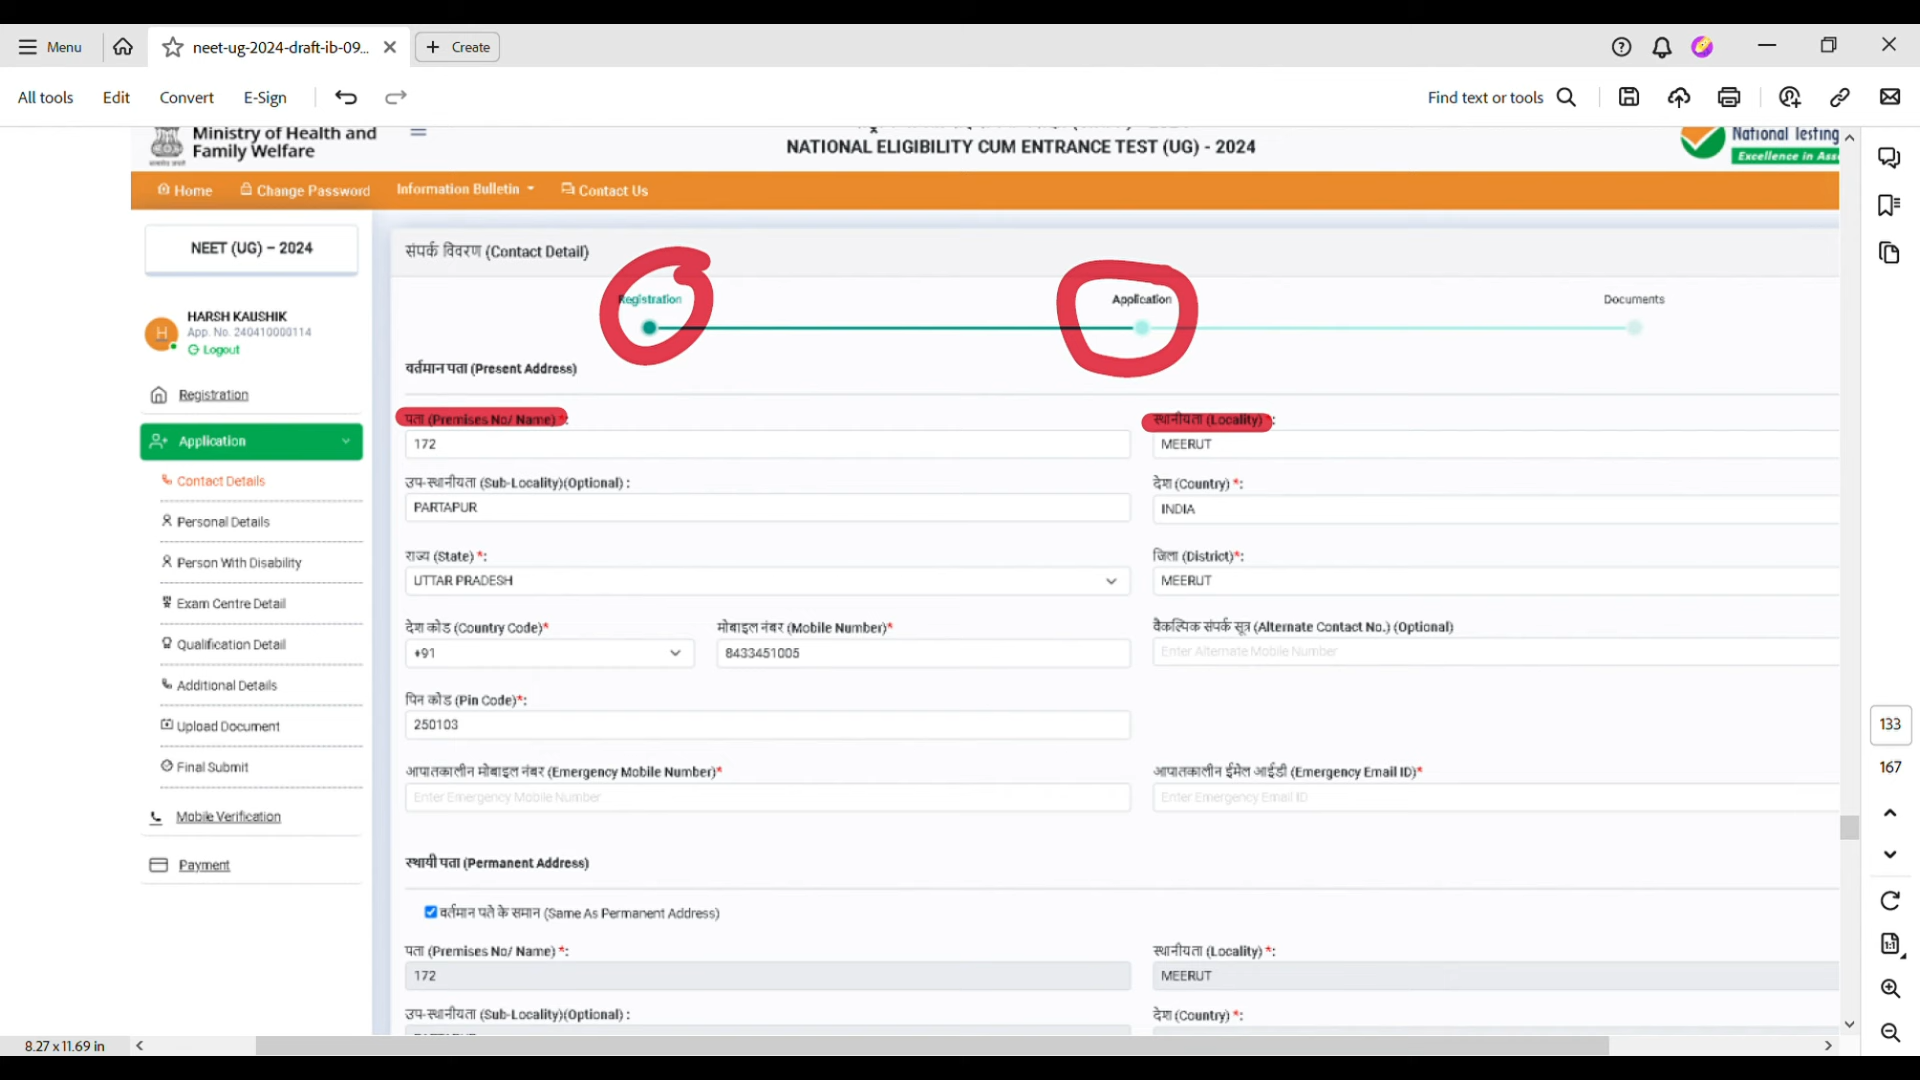 Menu
neet-ug-2024-draft-ib-09...
Create
All tools
Edit
Convert
E-Sign
Find text or tools
Ministry of Health and
Family Welfare
NATIONAL ELIGIBILITY CUM ENTRANCE TEST (UG) - 2024
National Testing
Excellence in Ass
Home
Change Password
Information Bulletin
Contact Us
NEET (UG) – 2024
HARSH KAUSHIK
App. No. 240410000114
Logout
Registration
Application
Contact Details
Personal Details
Person With Disability
Exam Centre Detail
Qualification Detail
Additional Details
Upload Document
Final Submit
Mobile Verification
Payment
संपर्क विवरण (Contact Detail)
Registration
Application
Documents
वर्तमान पता (Present Address)
पता (Premises No/ Name) *:
172
स्थानीयता (Locality) *:
MEERUT
उप-स्थानीयता (Sub-Locality)(Optional) :
PARTAPUR
देश (Country) *:
INDIA
राज्य (State) *:
UTTAR PRADESH
जिला (District)*:
MEERUT
देश कोड (Country Code)*
+91
मोबाइल नंबर (Mobile Number)*
8433451005
वैकल्पिक संपर्क सूत्र (Alternate Contact No.) (Optional)
Enter Alternate Mobile Number
पिन कोड (Pin Code)*:
250103
आपातकालीन मोबाइल नंबर (Emergency Mobile Number)*
Enter Emergency Mobile Number
आपातकालीन ईमेल आईडी (Emergency Email ID)*
Enter Emergency Email ID
स्थायी पता (Permanent Address)
वर्तमान पते के समान (Same As Permanent Address)
पता (Premises No/ Name) *:
172
स्थानीयता (Locality) *:
MEERUT
उप-स्थानीयता (Sub-Locality)(Optional) :
देश (Country) *:
133
167
8.27 x 11.69 in